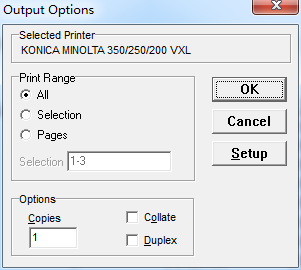 Output Options
Selected Printer
KONICA MINOLTA 350/250/200 VXL
Print Range
All
Selection
Pages
Selection 1-3
OK
Cancel
Setup
Options
Copies
1
Collate
Duplex